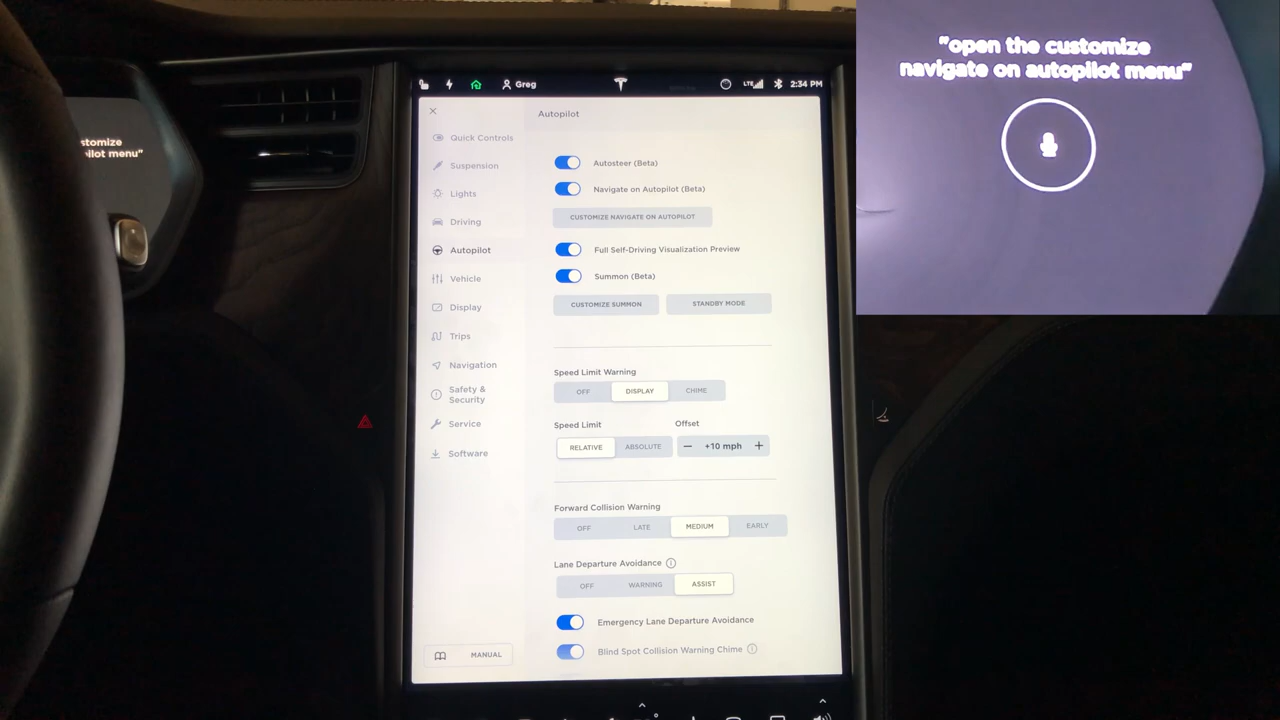 "open the customize
navigate on autopilot menu"
stomize
ilot menu"
Greg
LTE
2:34 PM
Quick Controls
Suspension
Lights
Driving
Autopilot
Vehicle
Display
Trips
Navigation
Safety &
Security
Service
Software
MANUAL
Autopilot
Autosteer (Beta)
Navigate on Autopilot (Beta)
CUSTOMIZE NAVIGATE ON AUTOPILOT
Full Self-Driving Visualization Preview
Summon (Beta)
CUSTOMIZE SUMMON STANDBY MODE
Speed Limit Warning
OFF DISPLAY CHIME
Speed Limit Offset
RELATIVE ABSOLUTE − +10 mph +
Forward Collision Warning
OFF LATE MEDIUM EARLY
Lane Departure Avoidance
OFF WARNING ASSIST
Emergency Lane Departure Avoidance
Blind Spot Collision Warning Chime